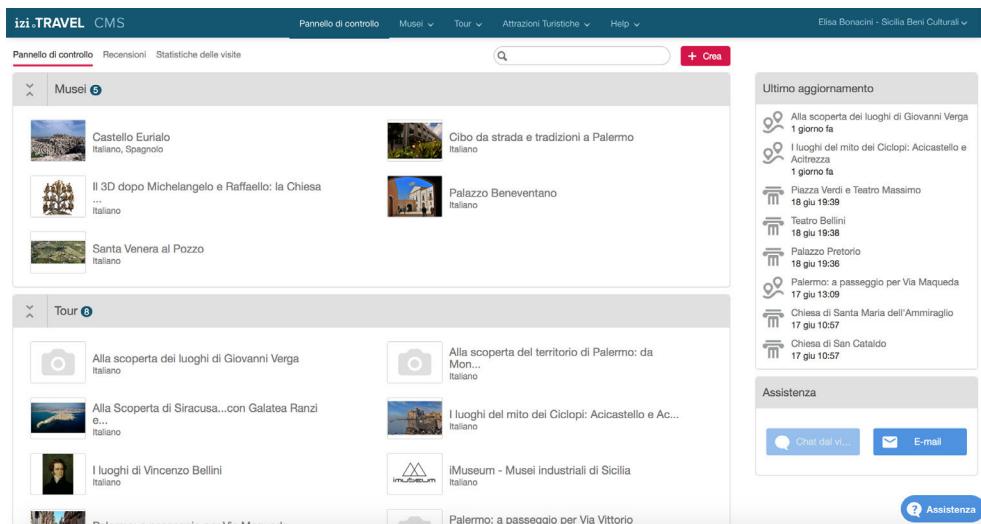 izi.TRAVEL CMS
Pannello di controllo Musei Tour Attrazioni Turistiche Help
Elisa Bonacini - Sicilia Beni Culturali
Pannello di controllo Recensioni Statistiche delle visite
+ Crea
Musei 5
Castello Eurialo
Italiano, Spagnolo
Cibo da strada e tradizioni a Palermo
Italiano
Il 3D dopo Michelangelo e Raffaello: la Chiesa
...
Italiano
Palazzo Beneventano
Italiano
Santa Venera al Pozzo
Italiano
Tour 8
Alla scoperta dei luoghi di Giovanni Verga
Italiano
Alla scoperta del territorio di Palermo: da
Mon...
Italiano
Alla Scoperta di Siracusa...con Galatea Ranzi
e...
Italiano
I luoghi del mito dei Ciclopi: Acicastello e Ac...
Italiano
I luoghi di Vincenzo Bellini
Italiano
imuseum
iMuseum - Musei industriali di Sicilia
Italiano
Palermo: a passeggio per Via Maqueda
Palermo: a passeggio per Via Vittorio
Ultimo aggiornamento
Alla scoperta dei luoghi di Giovanni Verga
1 giorno fa
I luoghi del mito dei Ciclopi: Acicastello e
Acitrezza
1 giorno fa
Piazza Verdi e Teatro Massimo
18 giu 19:39
Teatro Bellini
18 giu 19:38
Palazzo Pretorio
18 giu 19:36
Palermo: a passeggio per Via Maqueda
17 giu 13:09
Chiesa di Santa Maria dell'Ammiraglio
17 giu 10:57
Chiesa di San Cataldo
17 giu 10:57
Assistenza
Chat dal vi...
E-mail
? Assistenza